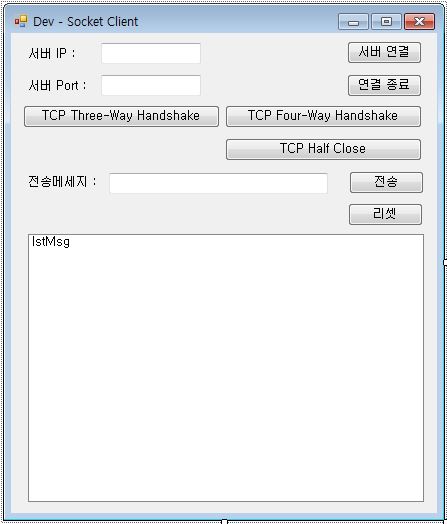 Dev - Socket Client
서버 IP : 서버 연결
서버 Port : 연결 종료
TCP Three-Way Handshake TCP Four-Way Handshake
TCP Half Close
전송메세지 : 전송
리셋
lstMsg